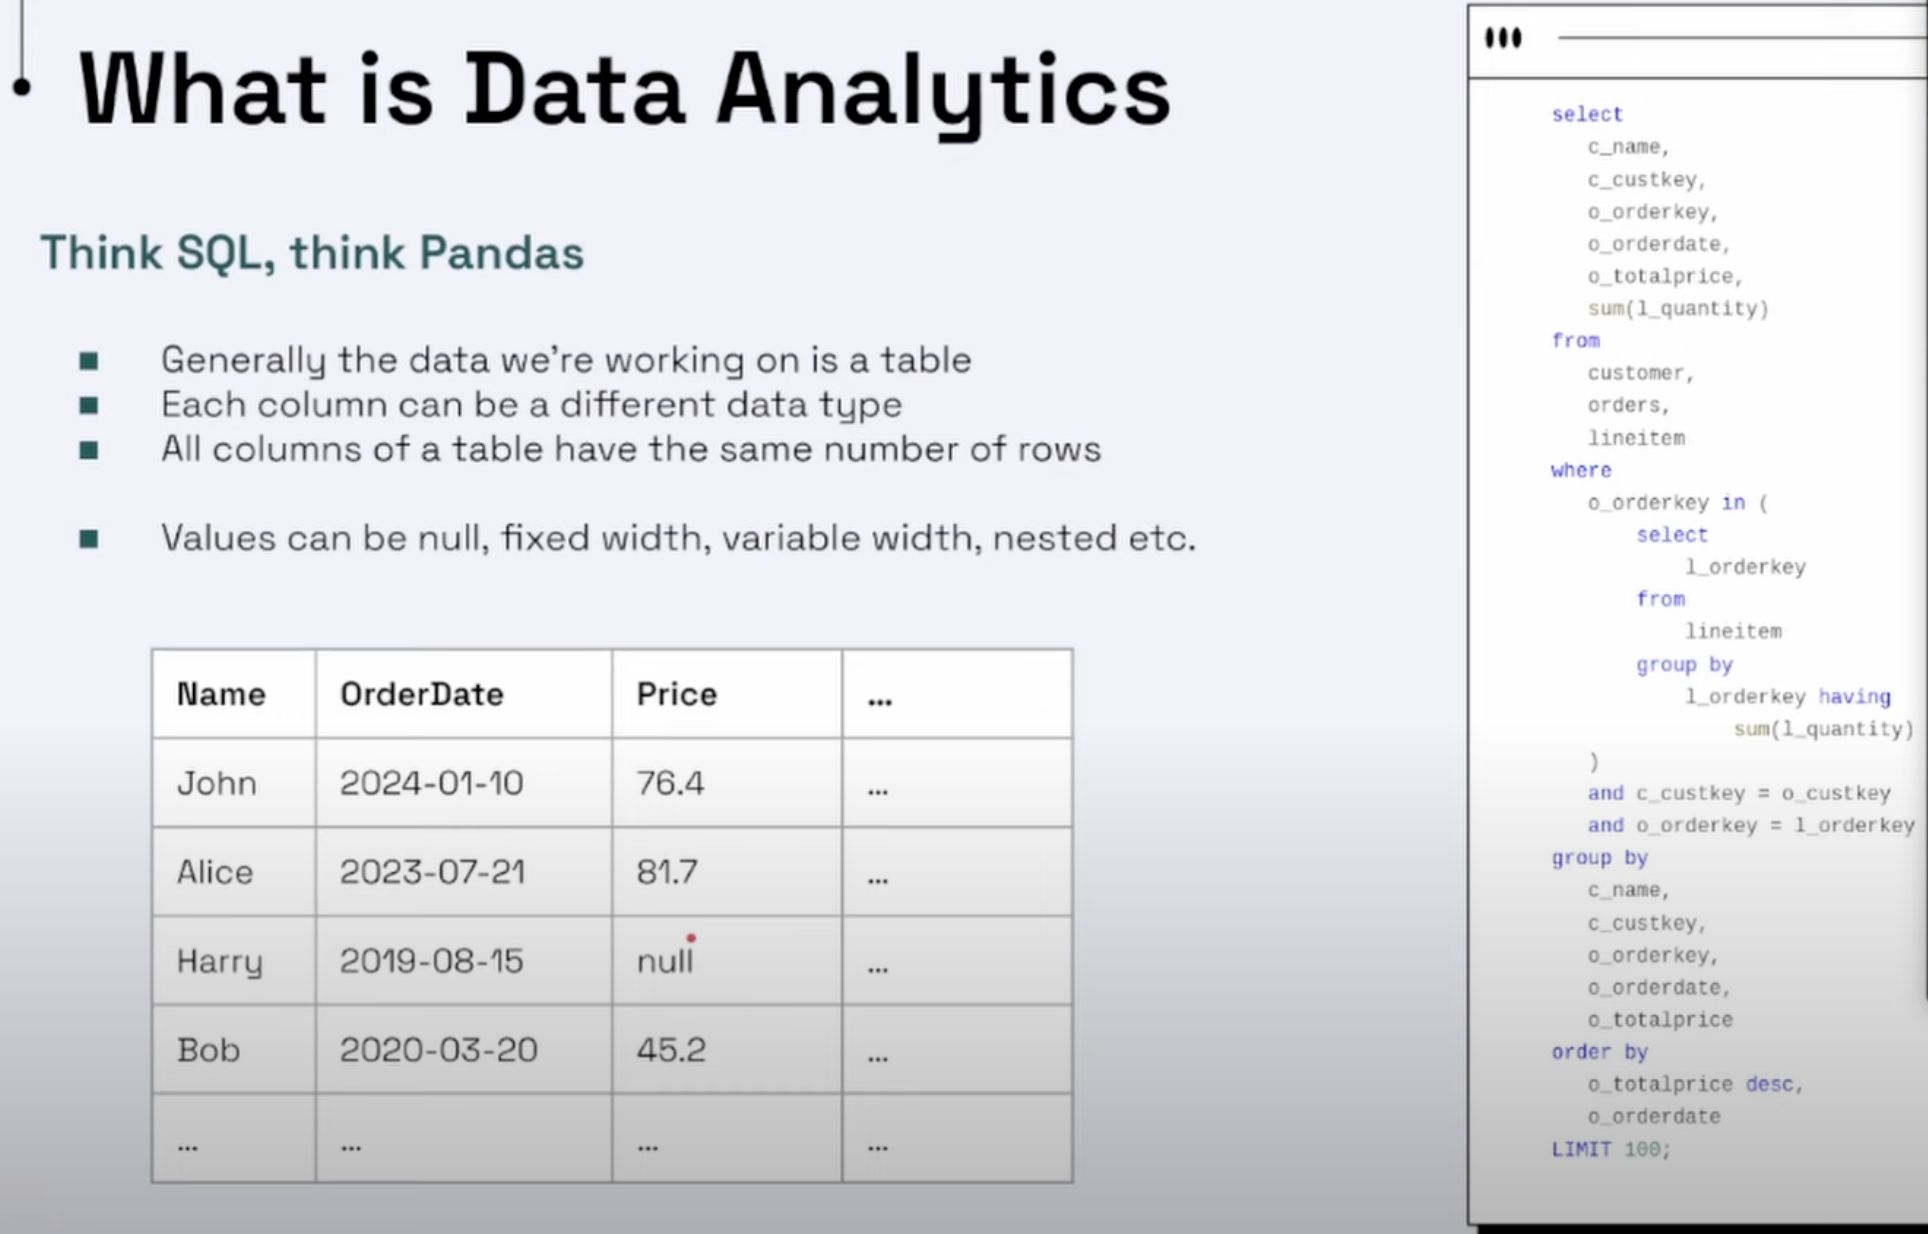 What is Data Analytics
Think SQL, think Pandas
Generally the data we're working on is a table
Each column can be a different data type
All columns of a table have the same number of rows
Values can be null, fixed width, variable width, nested etc.
Name OrderDate Price ...
John 2024-01-10 76.4 ...
Alice 2023-07-21 81.7 ...
Harry 2019-08-15 null ...
Bob 2020-03-20 45.2 ...
... ... ... ...
select
c_name,
c_custkey,
o_orderkey,
o_orderdate,
o_totalprice,
sum(l_quantity)
from
customer,
orders,
lineitem
where
o_orderkey in (
select
l_orderkey
from
lineitem
group by
l_orderkey having
sum(l_quantity)
)
and c_custkey = o_custkey
and o_orderkey = l_orderkey
group by
c_name,
c_custkey,
o_orderkey,
o_orderdate,
o_totalprice
order by
o_totalprice desc,
o_orderdate
LIMIT 100;